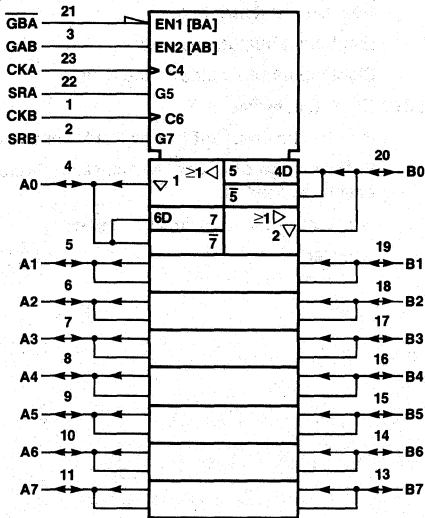 G̅B̅A̅ 21 EN1 [BA]
GAB 3 EN2 [AB]
CKA 23 C4
SRA 22 G5
CKB 1 C6
SRB 2 G7
A0 4 ▽ 1 ≥1 ◁ 5 4D 20 B0
5̅
6D 7 ≥1 ▷
7̅ 2 ▽
A1 5 19 B1
A2 6 18 B2
A3 7 17 B3
A4 8 16 B4
A5 9 15 B5
A6 10 14 B6
A7 11 13 B7